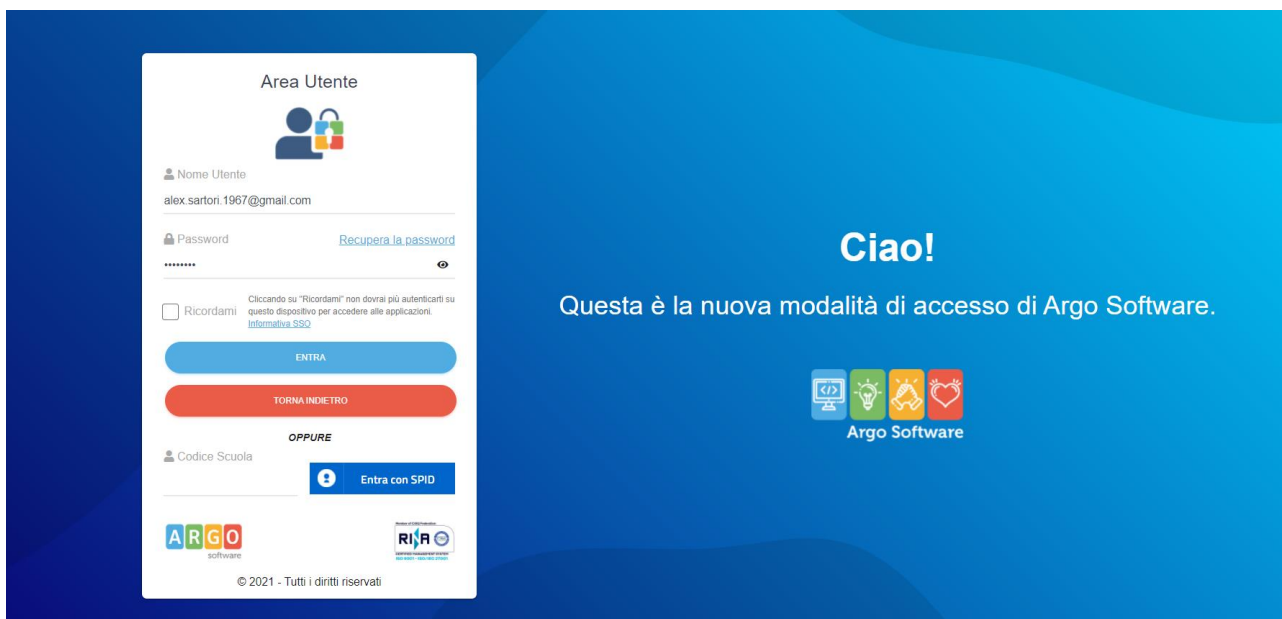 Area Utente
Nome Utente
alex.sartori.1967@gmail.com
Password Recupera la password
••••••••
Ricordami
Cliccando su "Ricordami" non dovrai più autenticarti su
questo dispositivo per accedere alle applicazioni.
Informativa SSO
ENTRA
TORNA INDIETRO
OPPURE
Codice Scuola
Entra con SPID
ARGO
software
RINA
© 2021 - Tutti i diritti riservati
Ciao!
Questa è la nuova modalità di accesso di Argo Software.
</>
Argo Software